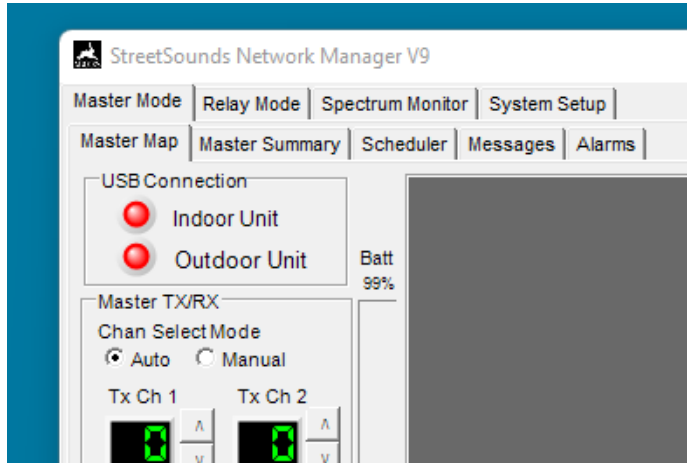 StreetSounds Network Manager V9
Master Mode Relay Mode Spectrum Monitor System Setup
Master Map Master Summary Scheduler Messages Alarms
USB Connection
Indoor Unit
Outdoor Unit
Batt
99%
Master TX/RX
Chan Select Mode
Auto Manual
Tx Ch 1 Tx Ch 2
0 0